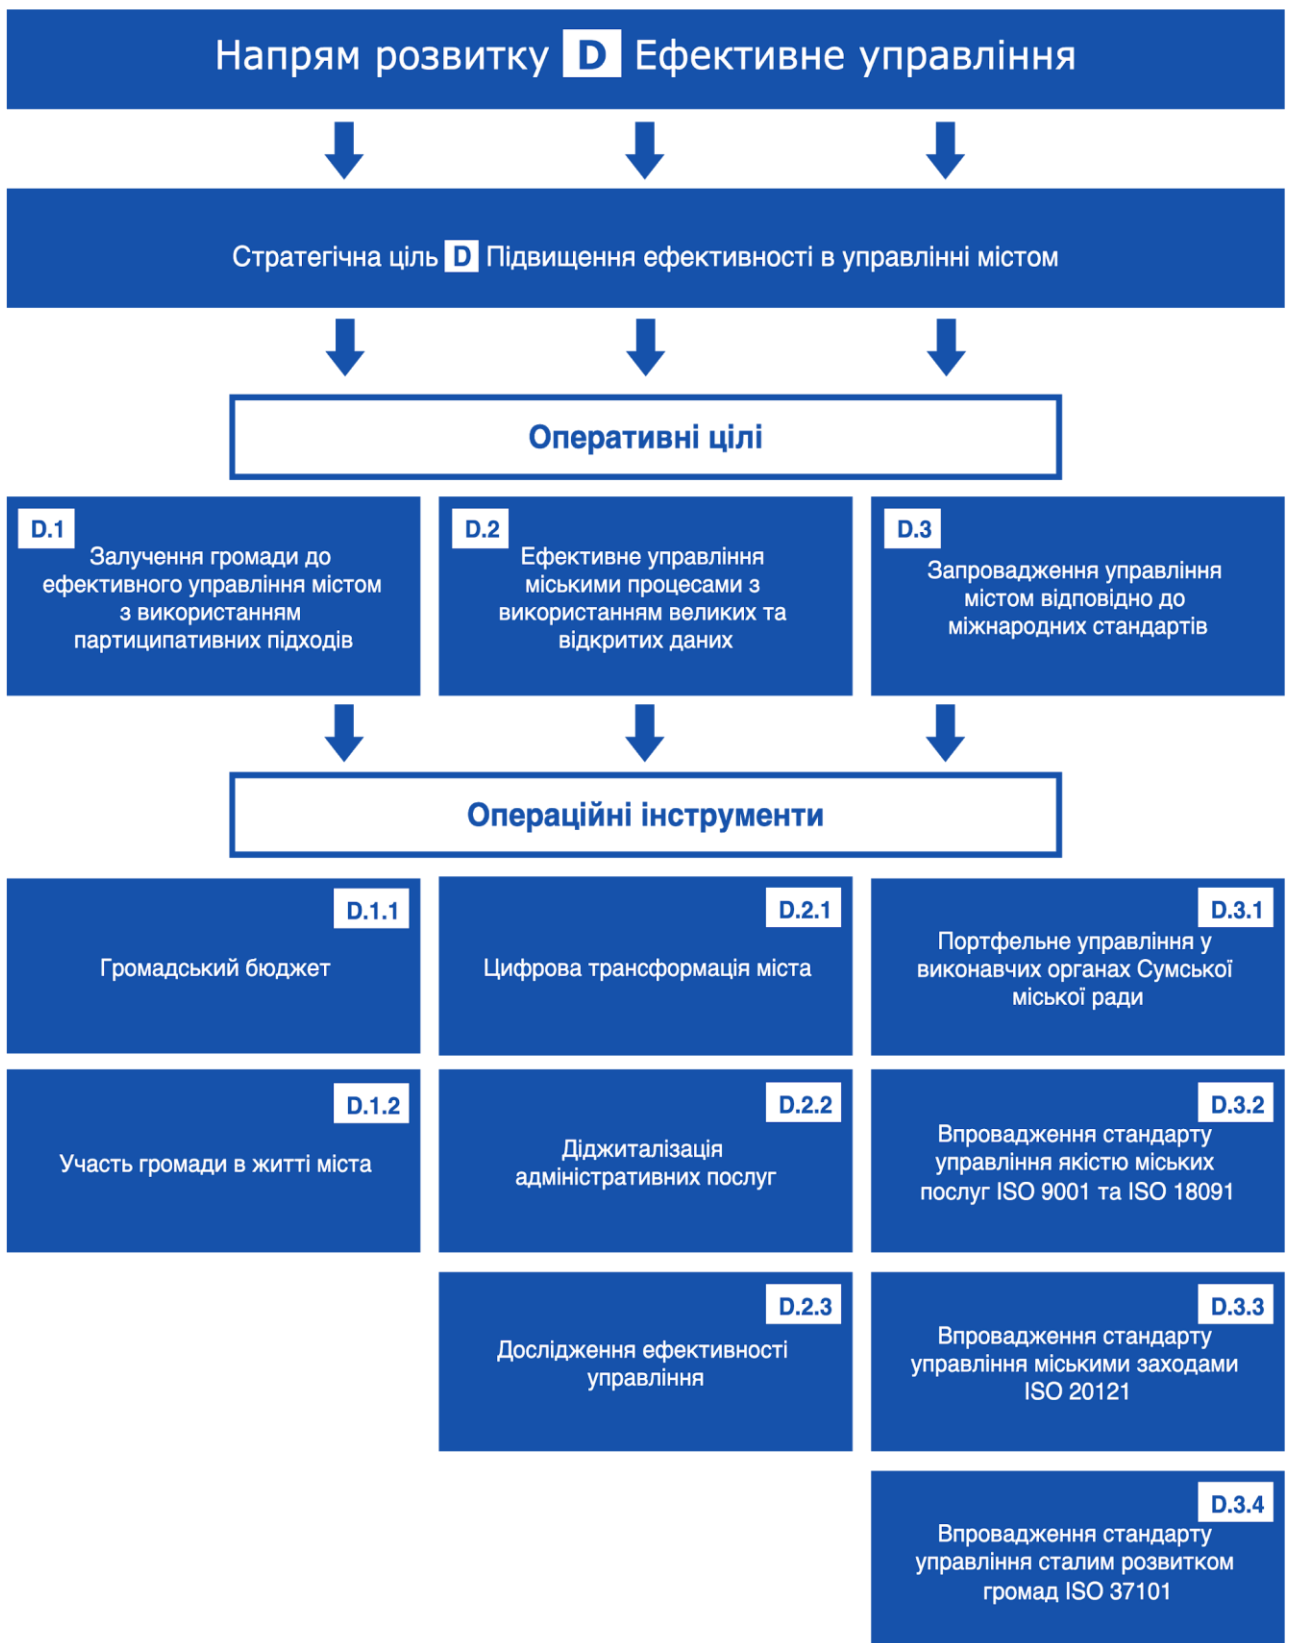 Напрям розвитку D Ефективне управління
Стратегічна ціль D Підвищення ефективності в управлінні містом
Оперативні цілі
D.1
Залучення громади до
ефективного управління містом
з використанням
партиципативних підходів
D.2
Ефективне управління
міськими процесами з
використанням великих та
відкритих даних
D.3
Запровадження управління
містом відповідно до
міжнародних стандартів
Операційні інструменти
D.1.1
Громадський бюджет
D.2.1
Цифрова трансформація міста
D.3.1
Портфельне управління у
виконавчих органах Сумської
міської ради
D.1.2
Участь громади в житті міста
D.2.2
Діджиталізація
адміністративних послуг
D.3.2
Впровадження стандарту
управління якістю міських
послуг ISO 9001 та ISO 18091
D.2.3
Дослідження ефективності
управління
D.3.3
Впровадження стандарту
управління міськими заходами
ISO 20121
D.3.4
Впровадження стандарту
управління сталим розвитком
громад ISO 37101